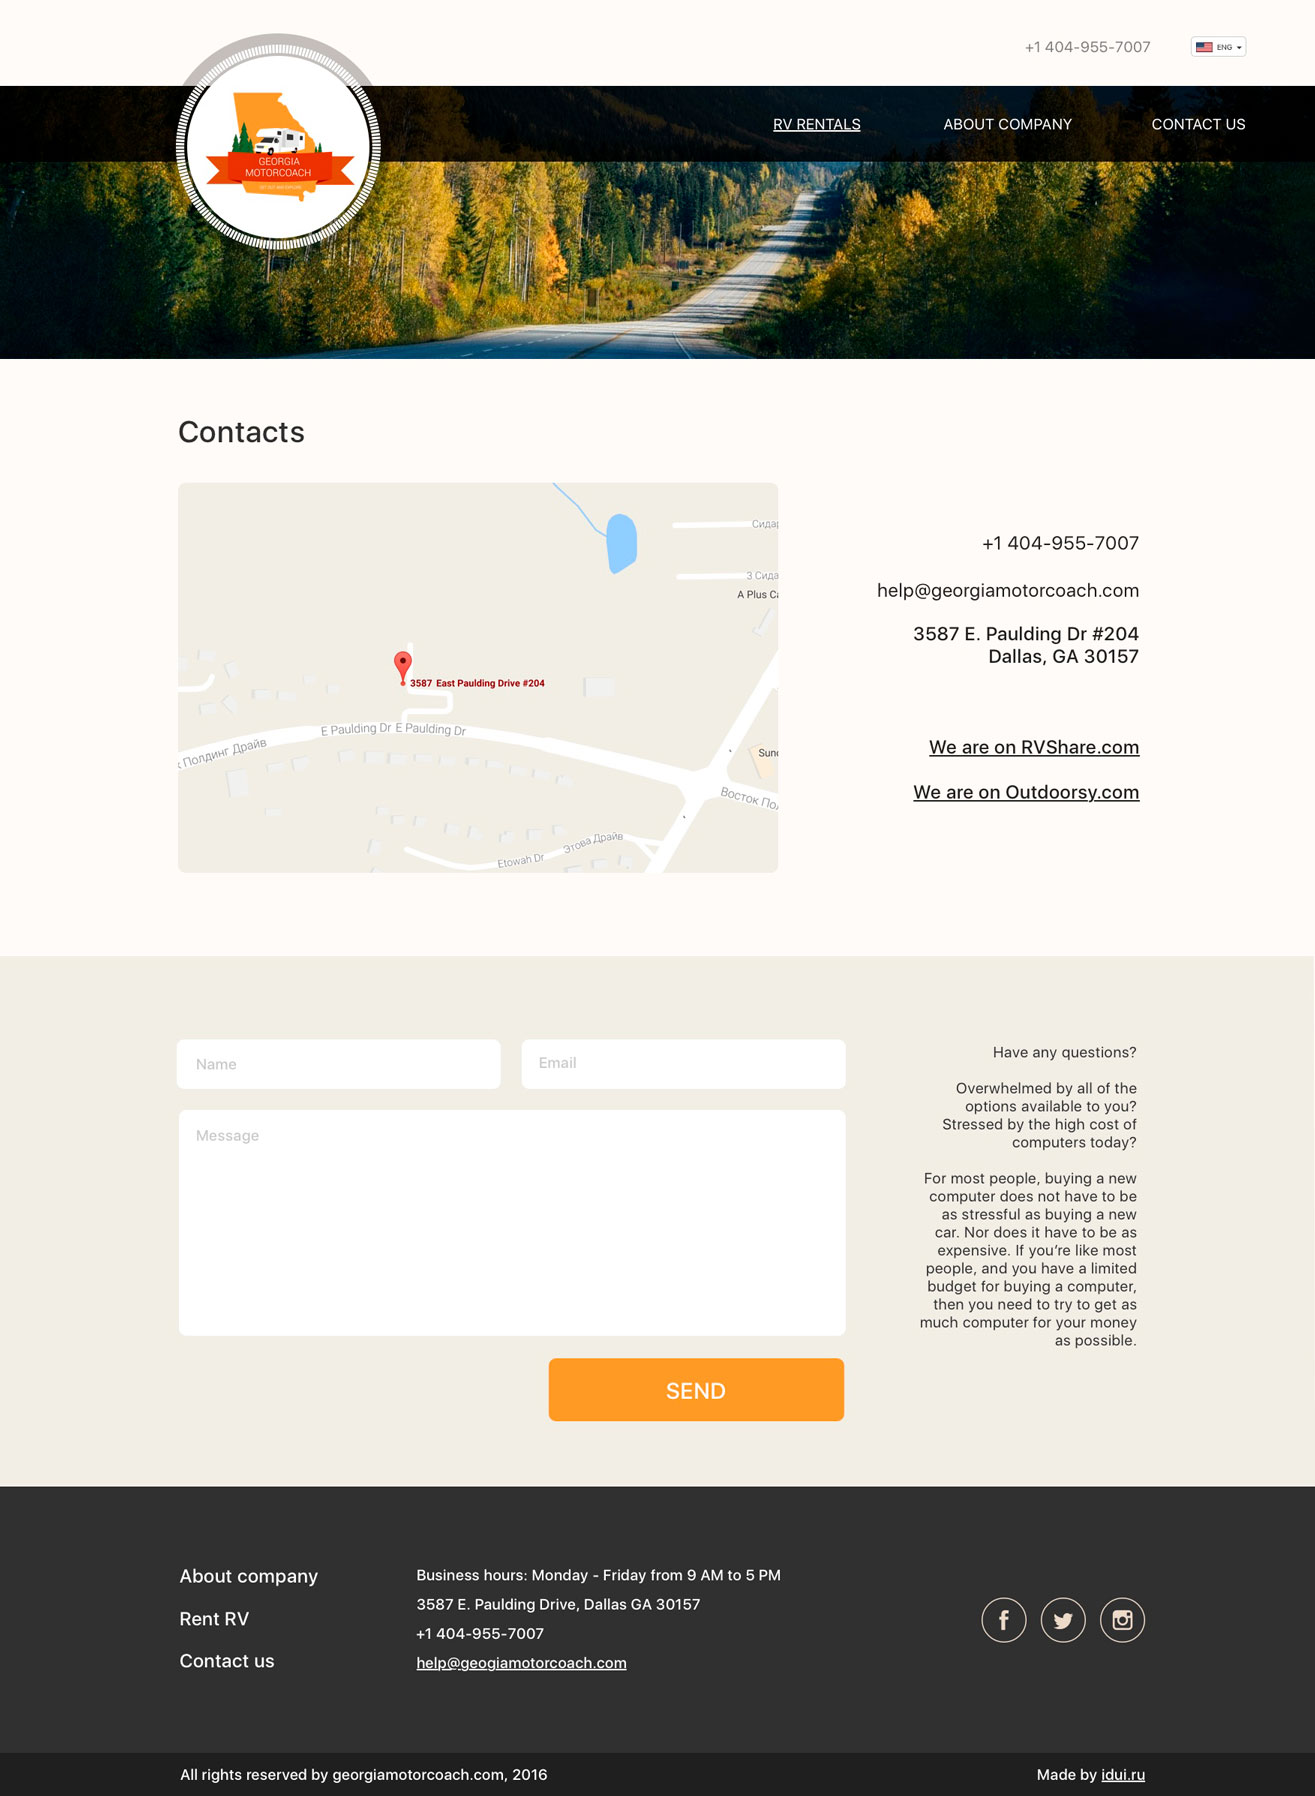 +1 404-955-7007
ENG
RV RENTALS
ABOUT COMPANY
CONTACT US
GEORGIA
MOTORCOACH
Contacts
Сидар
3 Сида
A Plus Ca
3587 East Paulding Drive #204
E Paulding Dr E Paulding Dr
к Полдинг Драйв
Sund
Восток Пол
Этова Драйв
Etowah Dr
+1 404-955-7007
help@georgiamotorcoach.com
3587 E. Paulding Dr #204
Dallas, GA 30157
We are on RVShare.com
We are on Outdoorsy.com
Name
Email
Message
SEND
Have any questions?
Overwhelmed by all of the
options available to you?
Stressed by the high cost of
computers today?
For most people, buying a new
computer does not have to be
as stressful as buying a new
car. Nor does it have to be as
expensive. If you’re like most
people, and you have a limited
budget for buying a computer,
then you need to try to get as
much computer for your money
as possible.
About company
Rent RV
Contact us
Business hours: Monday - Friday from 9 AM to 5 PM
3587 E. Paulding Drive, Dallas GA 30157
+1 404-955-7007
help@geogiamotorcoach.com
All rights reserved by georgiamotorcoach.com, 2016
Made by idui.ru